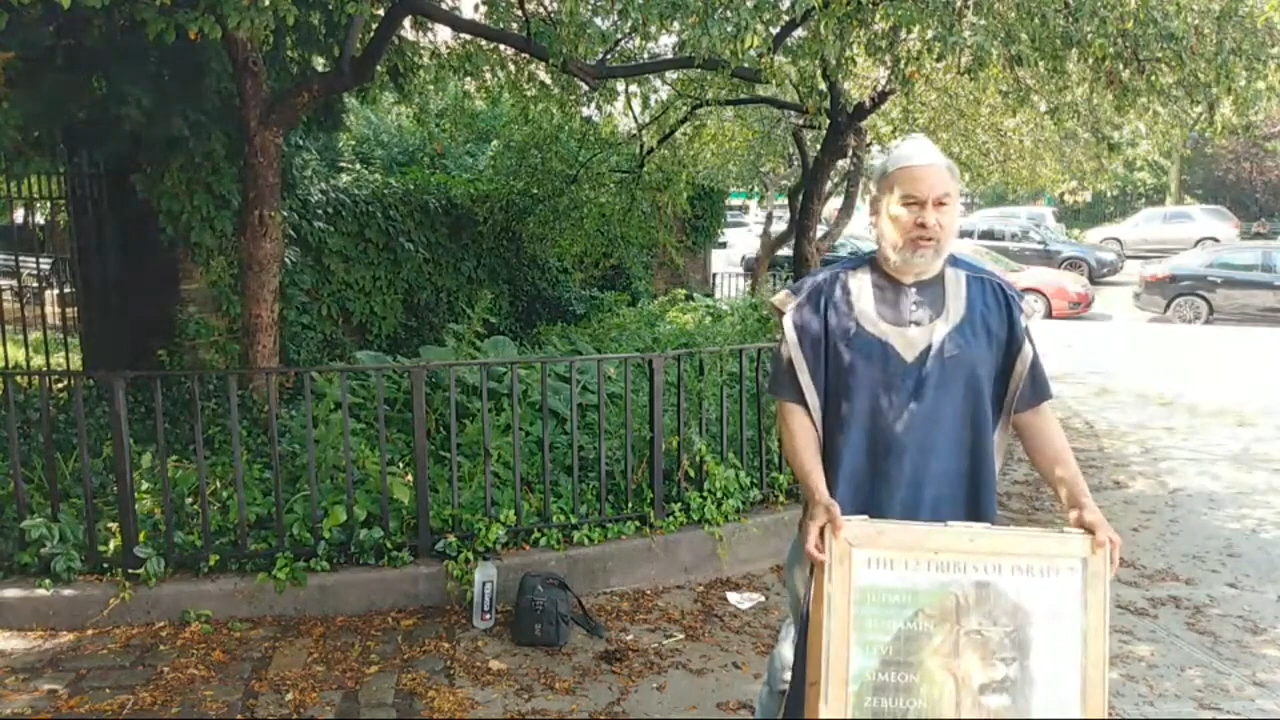 THE 12 TRIBES OF ISRAEL
JUDAH
BENJAMIN
LEVI
SIMEON
ZEBULON